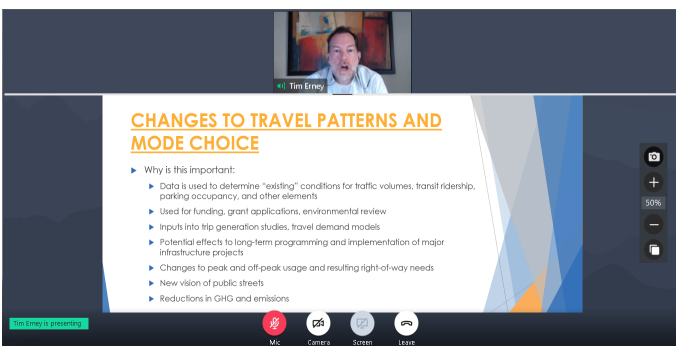 Tim Erney
CHANGES TO TRAVEL PATTERNS AND
MODE CHOICE
Why is this important:
Data is used to determine “existing” conditions for traffic volumes, transit ridership,
parking occupancy, and other elements
Used for funding, grant applications, environmental review
Inputs into trip generation studies, travel demand models
Potential effects to long-term programming and implementation of major
infrastructure projects
Changes to peak and off-peak usage and resulting right-of-way needs
New vision of public streets
Reductions in GHG and emissions
50%
Tim Erney is presenting
Mic
Camera
Screen
Leave